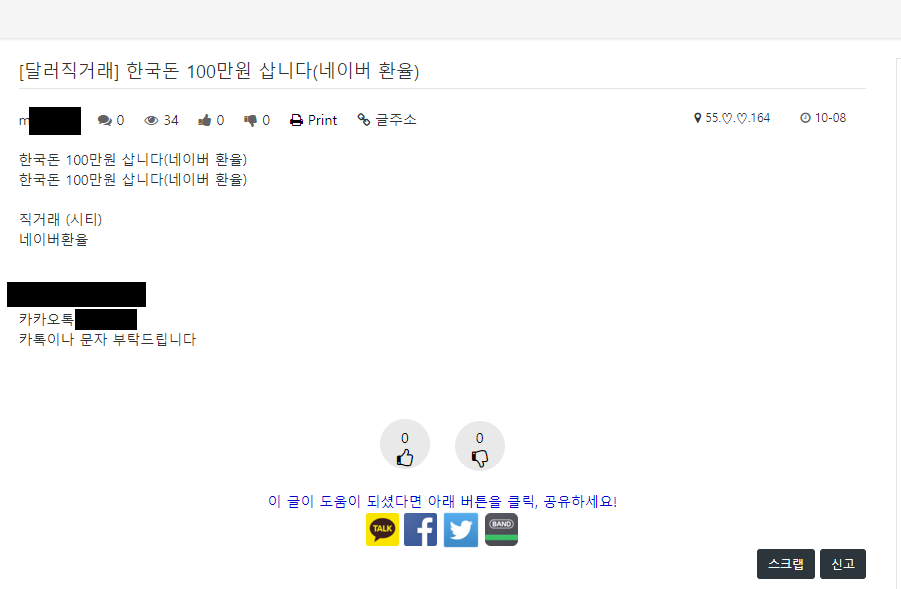 [달러직거래] 한국돈 100만원 삽니다(네이버 환율)
m 0 34 0 0 Print 글주소 55.♡.♡.164 10-08
한국돈 100만원 삽니다(네이버 환율)
한국돈 100만원 삽니다(네이버 환율)
직거래 (시티)
네이버환율
카카오톡
카톡이나 문자 부탁드립니다
0 0
이 글이 도움이 되셨다면 아래 버튼을 클릭, 공유하세요!
TALK f BAND
스크랩 신고